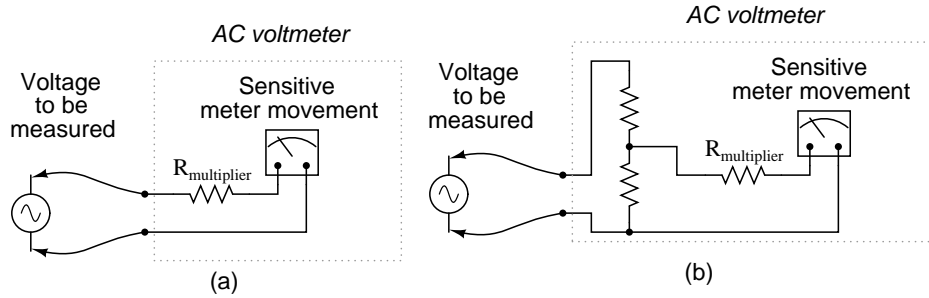 AC voltmeter
Voltage
to be
measured
Sensitive
meter movement
Rmultiplier
(a)
AC voltmeter
Voltage
to be
measured
Sensitive
meter movement
Rmultiplier
(b)